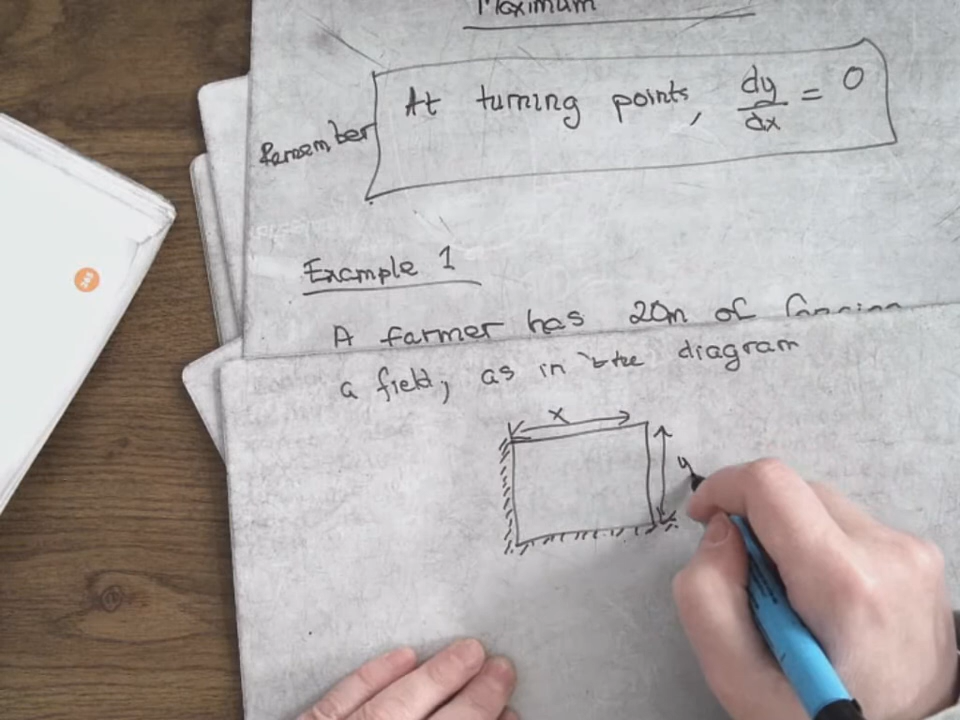 Maximum
Remember
At turning points, dy/dx = 0
Example 1
A farmer has 20m of
a field, as in the diagram
x
y